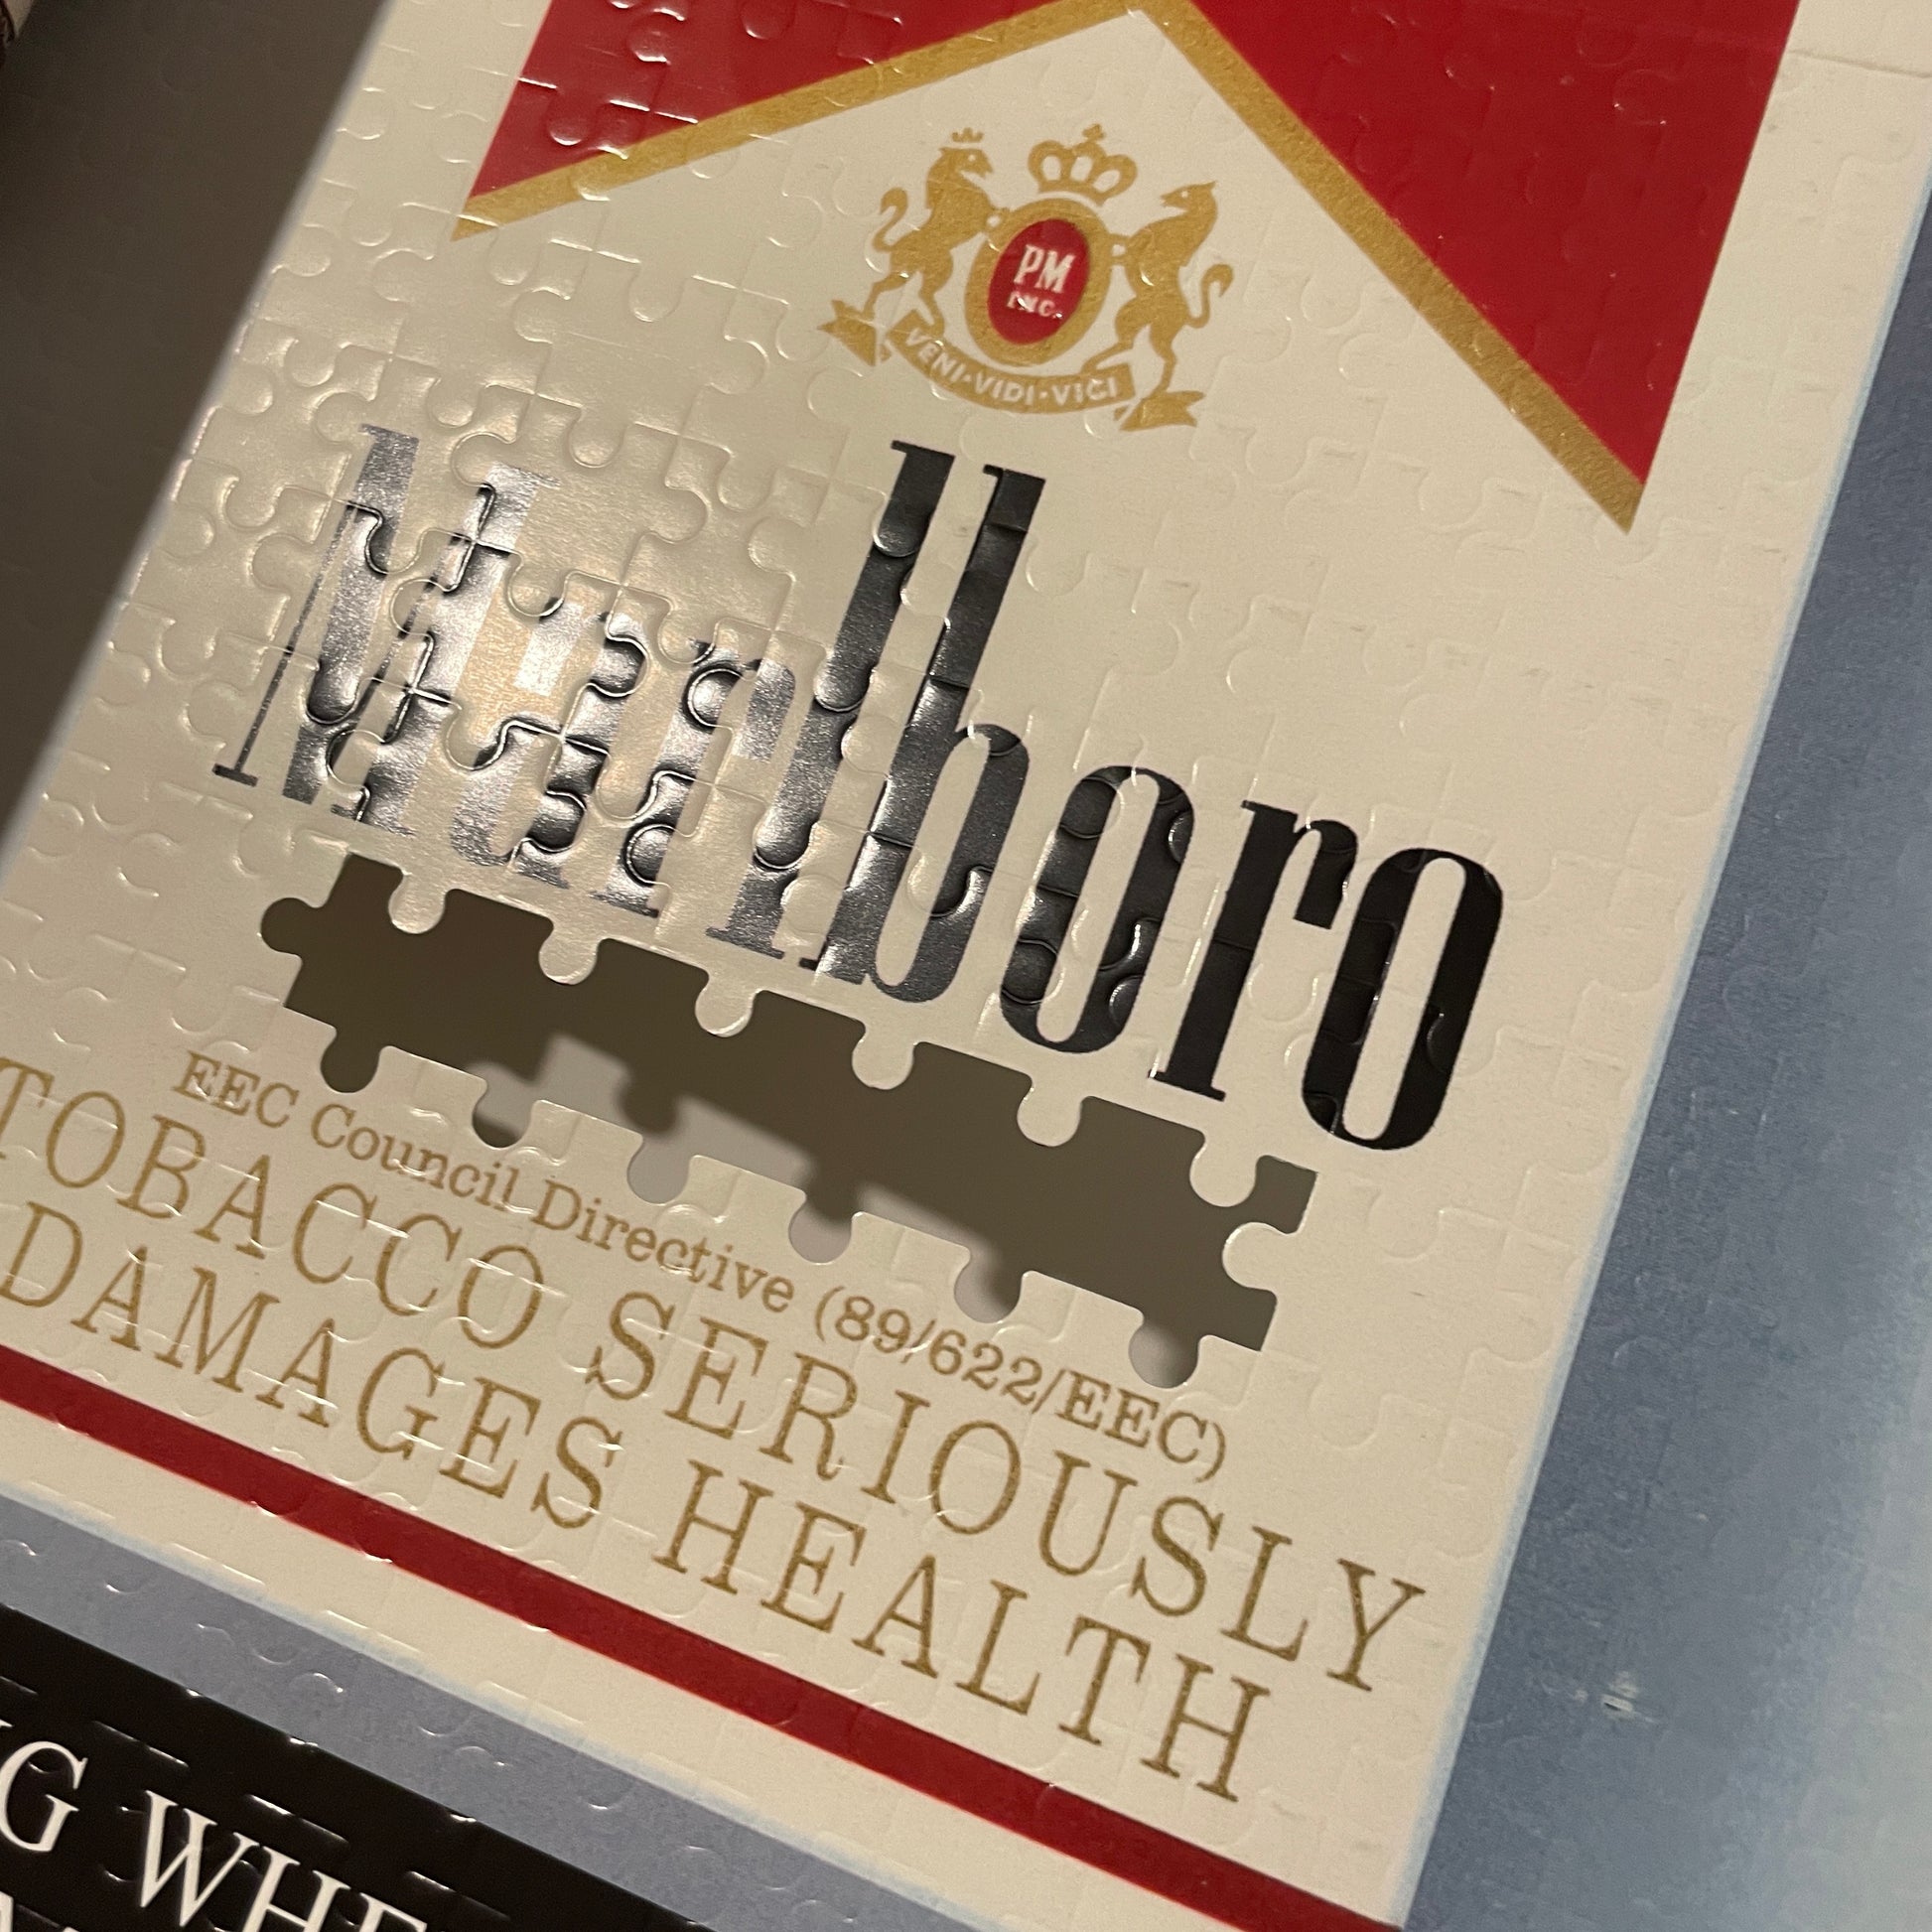 PM
INC.
VENI·VIDI·VICI
Marlboro
EEC Council Directive (89/622/EEC)
TOBACCO SERIOUSLY
DAMAGES HEALTH